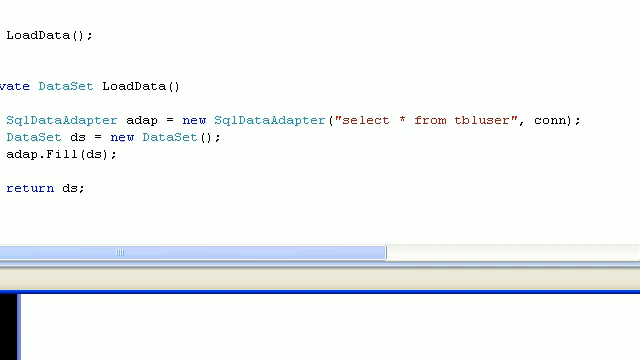 LoadData();
vate DataSet LoadData()
SqlDataAdapter adap = new SqlDataAdapter("select * from tbluser", conn);
DataSet ds = new DataSet();
adap.Fill(ds);
return ds;